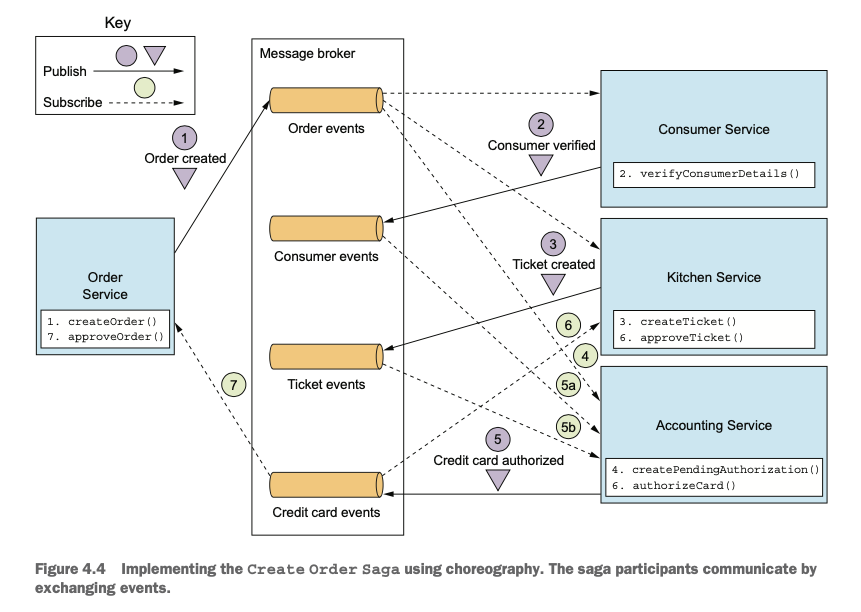 Key
Publish
Subscribe
Message broker
Order events
Consumer events
Ticket events
Credit card events
1
Order created
2
Consumer verified
3
Ticket created
6
4
5a
5b
5
Credit card authorized
7
Order
Service
1. createOrder()
7. approveOrder()
Consumer Service
2. verifyConsumerDetails()
Kitchen Service
3. createTicket()
6. approveTicket()
Accounting Service
4. createPendingAuthorization()
6. authorizeCard()
Figure 4.4 Implementing the Create Order Saga using choreography. The saga participants communicate by
exchanging events.